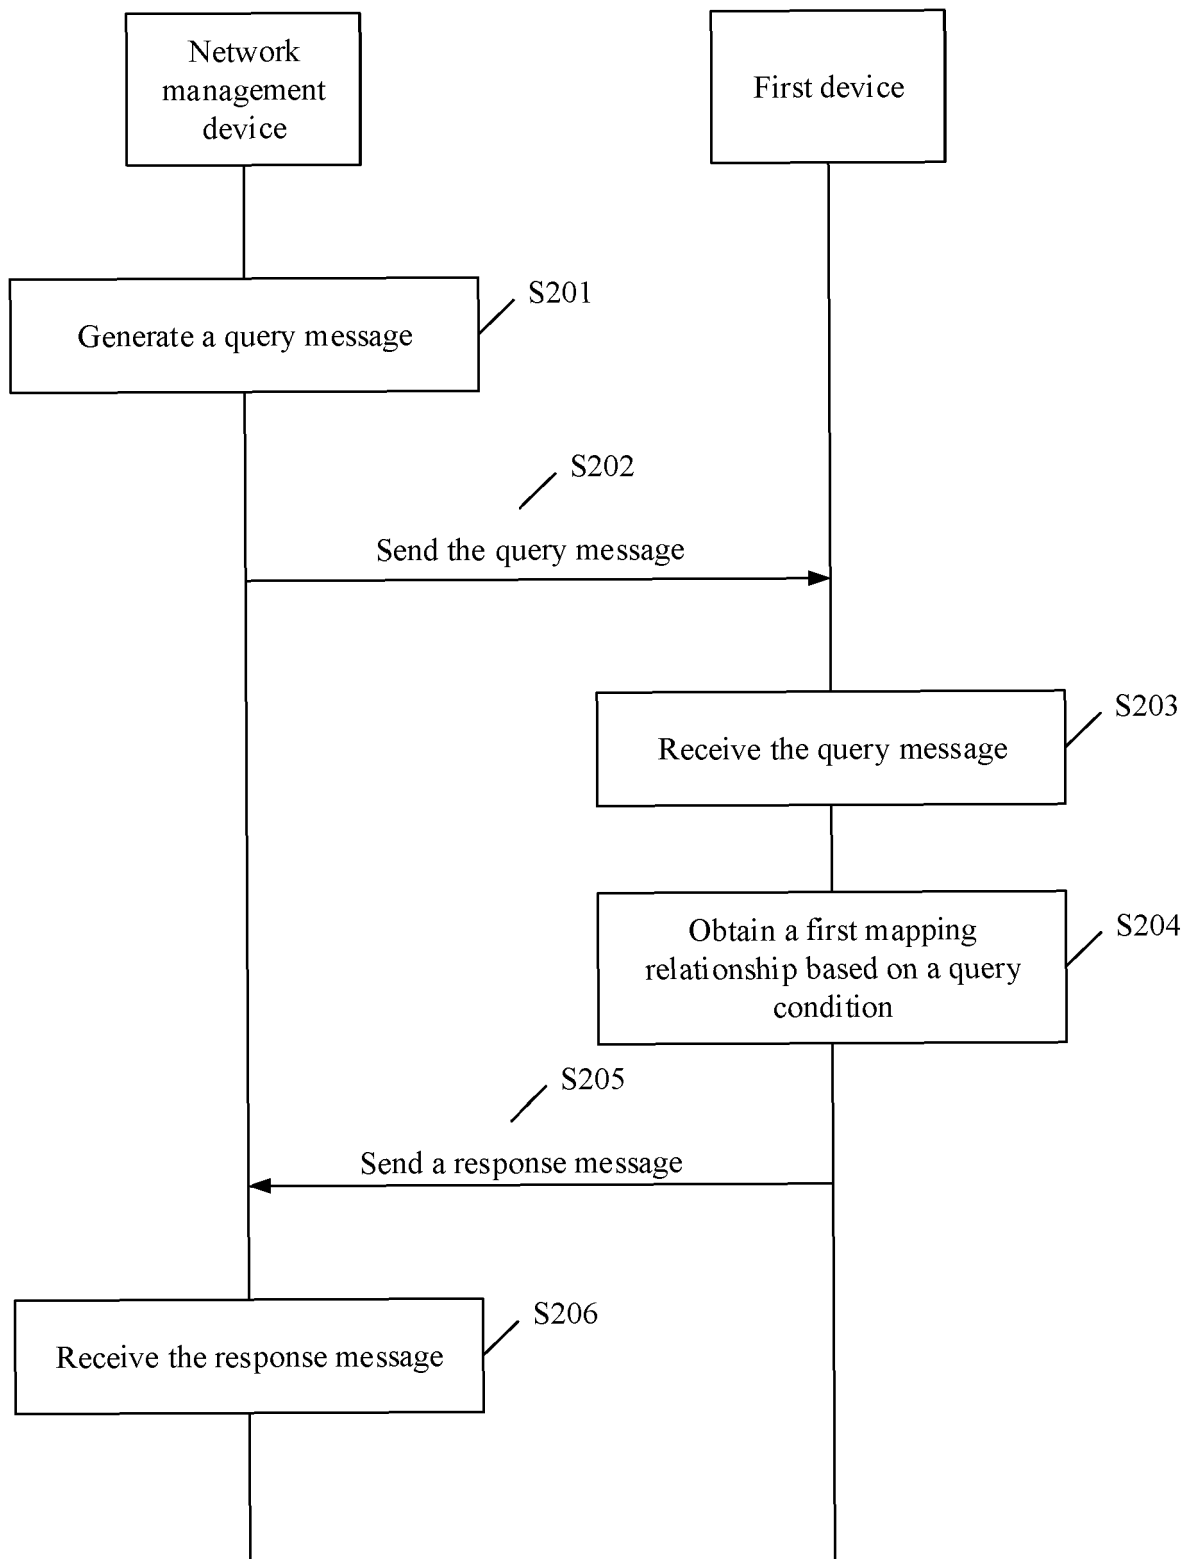 Network
management
device
First device
S201
Generate a query message
S202
Send the query message
S203
Receive the query message
S204
Obtain a first mapping
relationship based on a query
condition
S205
Send a response message
S206
Receive the response message